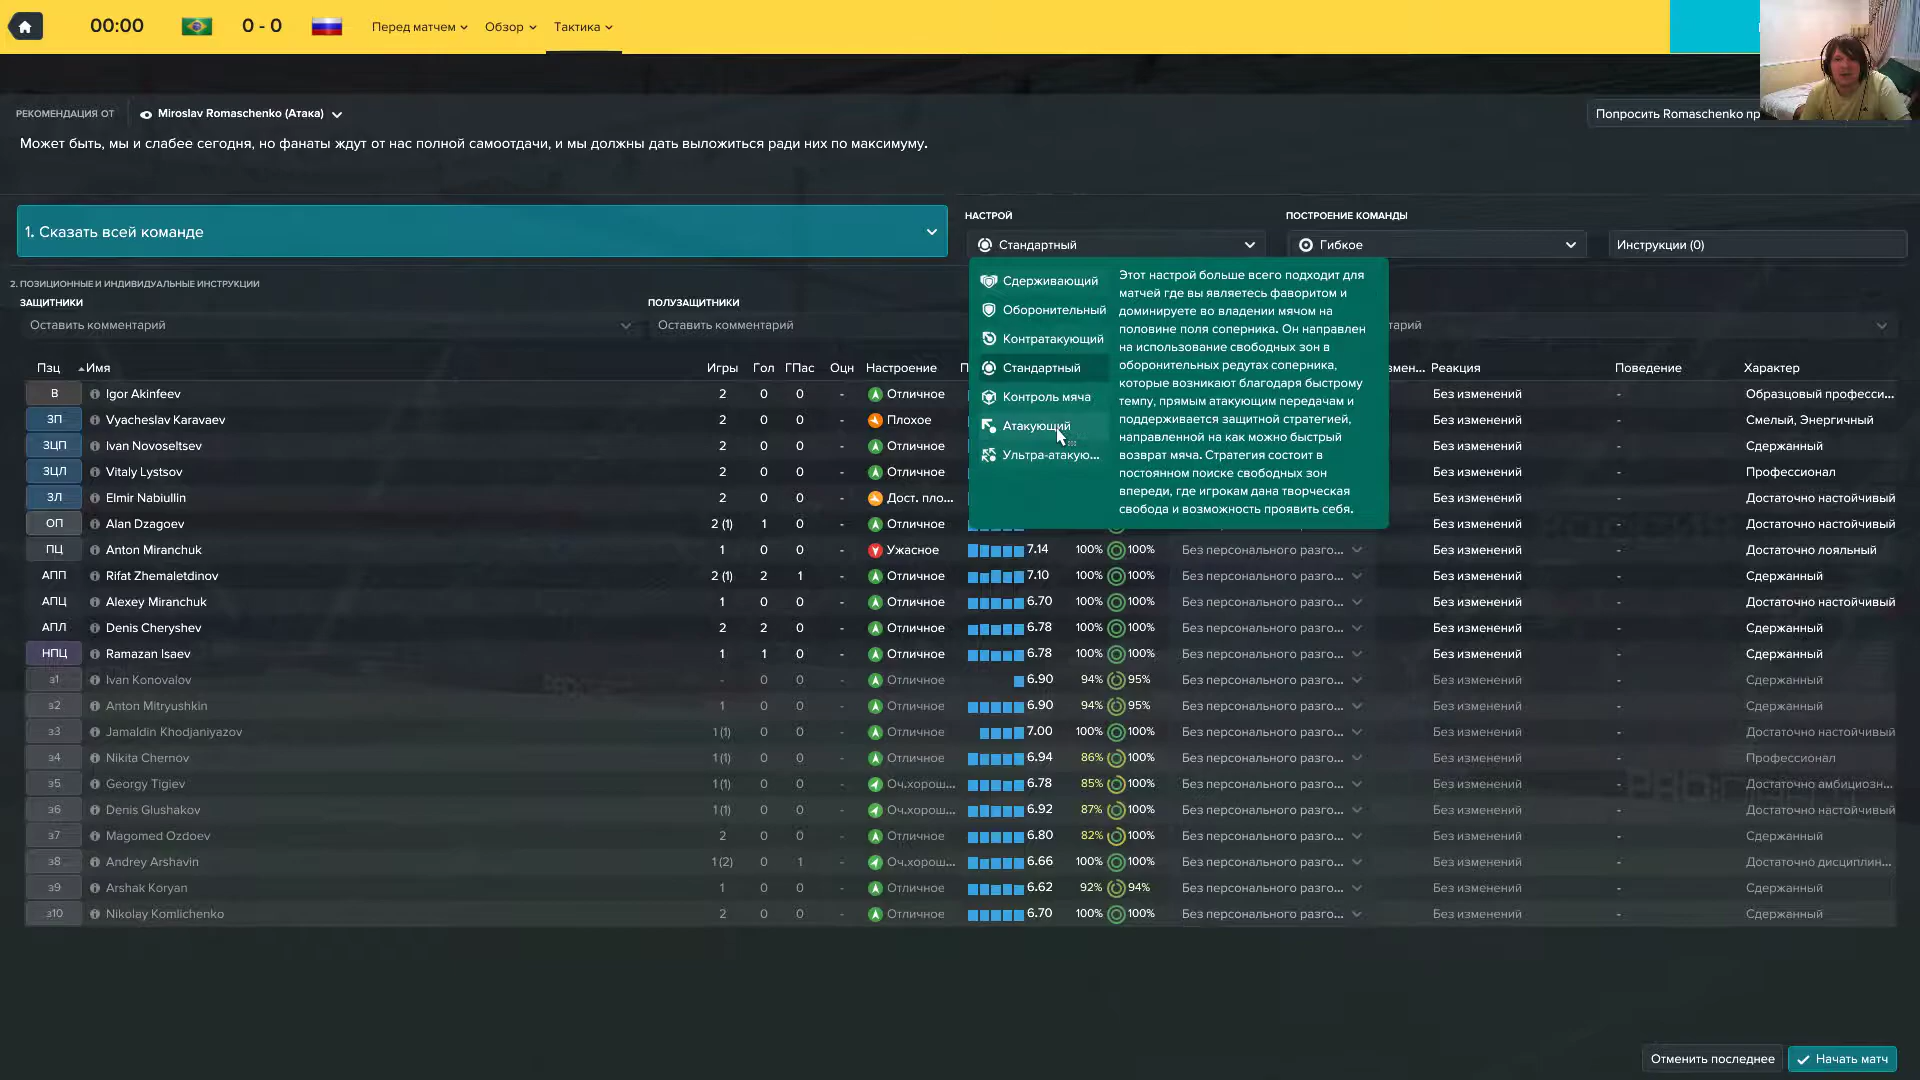 00:00 0 - 0 Перед матчем Обзор Тактика
РЕКОМЕНДАЦИЯ ОТ Miroslav Romaschenko (Атака) Попросить Romaschenko пр
Может быть, мы и слабее сегодня, но фанаты ждут от нас полной самоотдачи, и мы должны дать выложиться ради них по максимуму.
НАСТРОЙ ПОСТРОЕНИЕ КОМАНДЫ
1. Сказать всей команде Стандартный Гибкое Инструкции (0)
2. ПОЗИЦИОННЫЕ И ИНДИВИДУАЛЬНЫЕ ИНСТРУКЦИИ
ЗАЩИТНИКИ ПОЛУЗАЩИТНИКИ
Оставить комментарий Оставить комментарий тарий
Сдерживающий
Оборонительный
Контратакующий
Стандартный
Контроль мяча
Атакующий
Ультра-атакую...
Этот настрой больше всего подходит для
матчей где вы являетесь фаворитом и
доминируете во владении мячом на
половине поля соперника. Он направлен
на использование свободных зон в
оборонительных редутах соперника,
которые возникают благодаря быстрому
темпу, прямым атакующим передачам и
поддерживается защитной стратегией,
направленной на как можно быстрый
возврат мяча. Стратегия состоит в
постоянном поиске свободных зон
впереди, где игрокам дана творческая
свобода и возможность проявить себя.
Пзц Имя Игры Гол ГПас Оцн Настроение П змен... Реакция Поведение Характер
В Igor Akinfeev 2 0 0 - Отличное Без изменений - Образцовый професси...
ЗП Vyacheslav Karavaev 2 0 0 - Плохое Без изменений - Смелый, Энергичный
ЗЦП Ivan Novoseltsev 2 0 0 - Отличное Без изменений - Сдержанный
ЗЦЛ Vitaly Lystsov 2 0 0 - Отличное Без изменений - Профессионал
ЗЛ Elmir Nabiullin 2 0 0 - Дост. пло... Без изменений - Достаточно настойчивый
ОП Alan Dzagoev 2 (1) 1 0 - Отличное Без изменений - Достаточно настойчивый
ПЦ Anton Miranchuk 1 0 0 - Ужасное 7.14 100% 100% Без персонального разго... Без изменений - Достаточно лояльный
АПП Rifat Zhemaletdinov 2 (1) 2 1 - Отличное 7.10 100% 100% Без персонального разго... Без изменений - Сдержанный
АПЦ Alexey Miranchuk 1 0 0 - Отличное 6.70 100% 100% Без персонального разго... Без изменений - Достаточно настойчивый
АПЛ Denis Cheryshev 2 2 0 - Отличное 6.78 100% 100% Без персонального разго... Без изменений - Сдержанный
НПЦ Ramazan Isaev 1 1 0 - Отличное 6.78 100% 100% Без персонального разго... Без изменений - Сдержанный
з1 Ivan Konovalov - 0 0 - Отличное 6.90 94% 95% Без персонального разго... Без изменений - Сдержанный
з2 Anton Mitryushkin 1 0 0 - Отличное 6.90 94% 95% Без персонального разго... Без изменений - Сдержанный
з3 Jamaldin Khodjaniyazov 1 (1) 0 0 - Отличное 7.00 100% 100% Без персонального разго... Без изменений - Достаточно настойчивый
з4 Nikita Chernov 1 (1) 0 0 - Отличное 6.94 86% 100% Без персонального разго... Без изменений - Профессионал
з5 Georgy Tigiev 1 (1) 0 0 - Оч.хорош... 6.78 85% 100% Без персонального разго... Без изменений - Достаточно амбициозн...
з6 Denis Glushakov 1 (1) 0 0 - Оч.хорош... 6.92 87% 100% Без персонального разго... Без изменений - Достаточно настойчивый
з7 Magomed Ozdoev 2 0 0 - Отличное 6.80 82% 100% Без персонального разго... Без изменений - Сдержанный
з8 Andrey Arshavin 1 (2) 0 1 - Оч.хорош... 6.66 100% 100% Без персонального разго... Без изменений - Достаточно дисциплин...
з9 Arshak Koryan 1 0 0 - Отличное 6.62 92% 94% Без персонального разго... Без изменений - Сдержанный
з10 Nikolay Komlichenko 2 0 0 - Отличное 6.70 100% 100% Без персонального разго... Без изменений - Сдержанный
Отменить последнее Начать матч